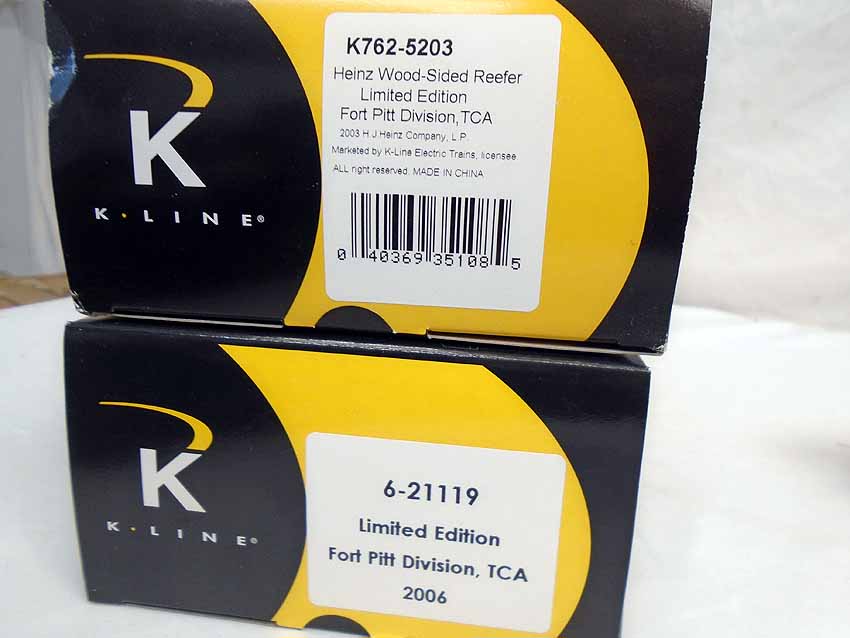 K
K·LINE®
K762-5203
Heinz Wood-Sided Reefer
Limited Edition
Fort Pitt Division, TCA
2003 H.J.Heinz Company, L.P.
Marketed by K-Line Electric Trains, licensee.
ALL right reserved. MADE IN CHINA
0 40369 35108 5
K
K·LINE®
6-21119
Limited Edition
Fort Pitt Division, TCA
2006